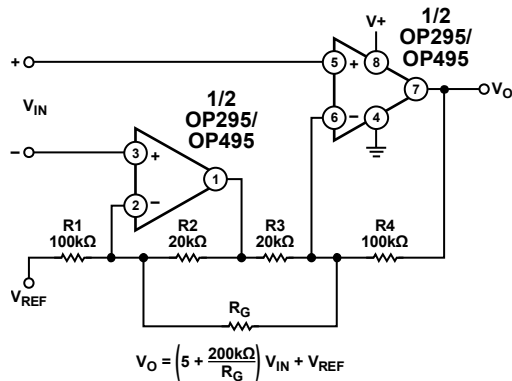 1/2
OP295/
OP495
V+
+
5
+
8
7
VO
VIN
6
−
4
1/2
OP295/
OP495
−
3
+
1
2
−
R1
100kΩ
R2
20kΩ
R3
20kΩ
R4
100kΩ
VREF
RG
VO = (5 + 200kΩ/RG) VIN + VREF